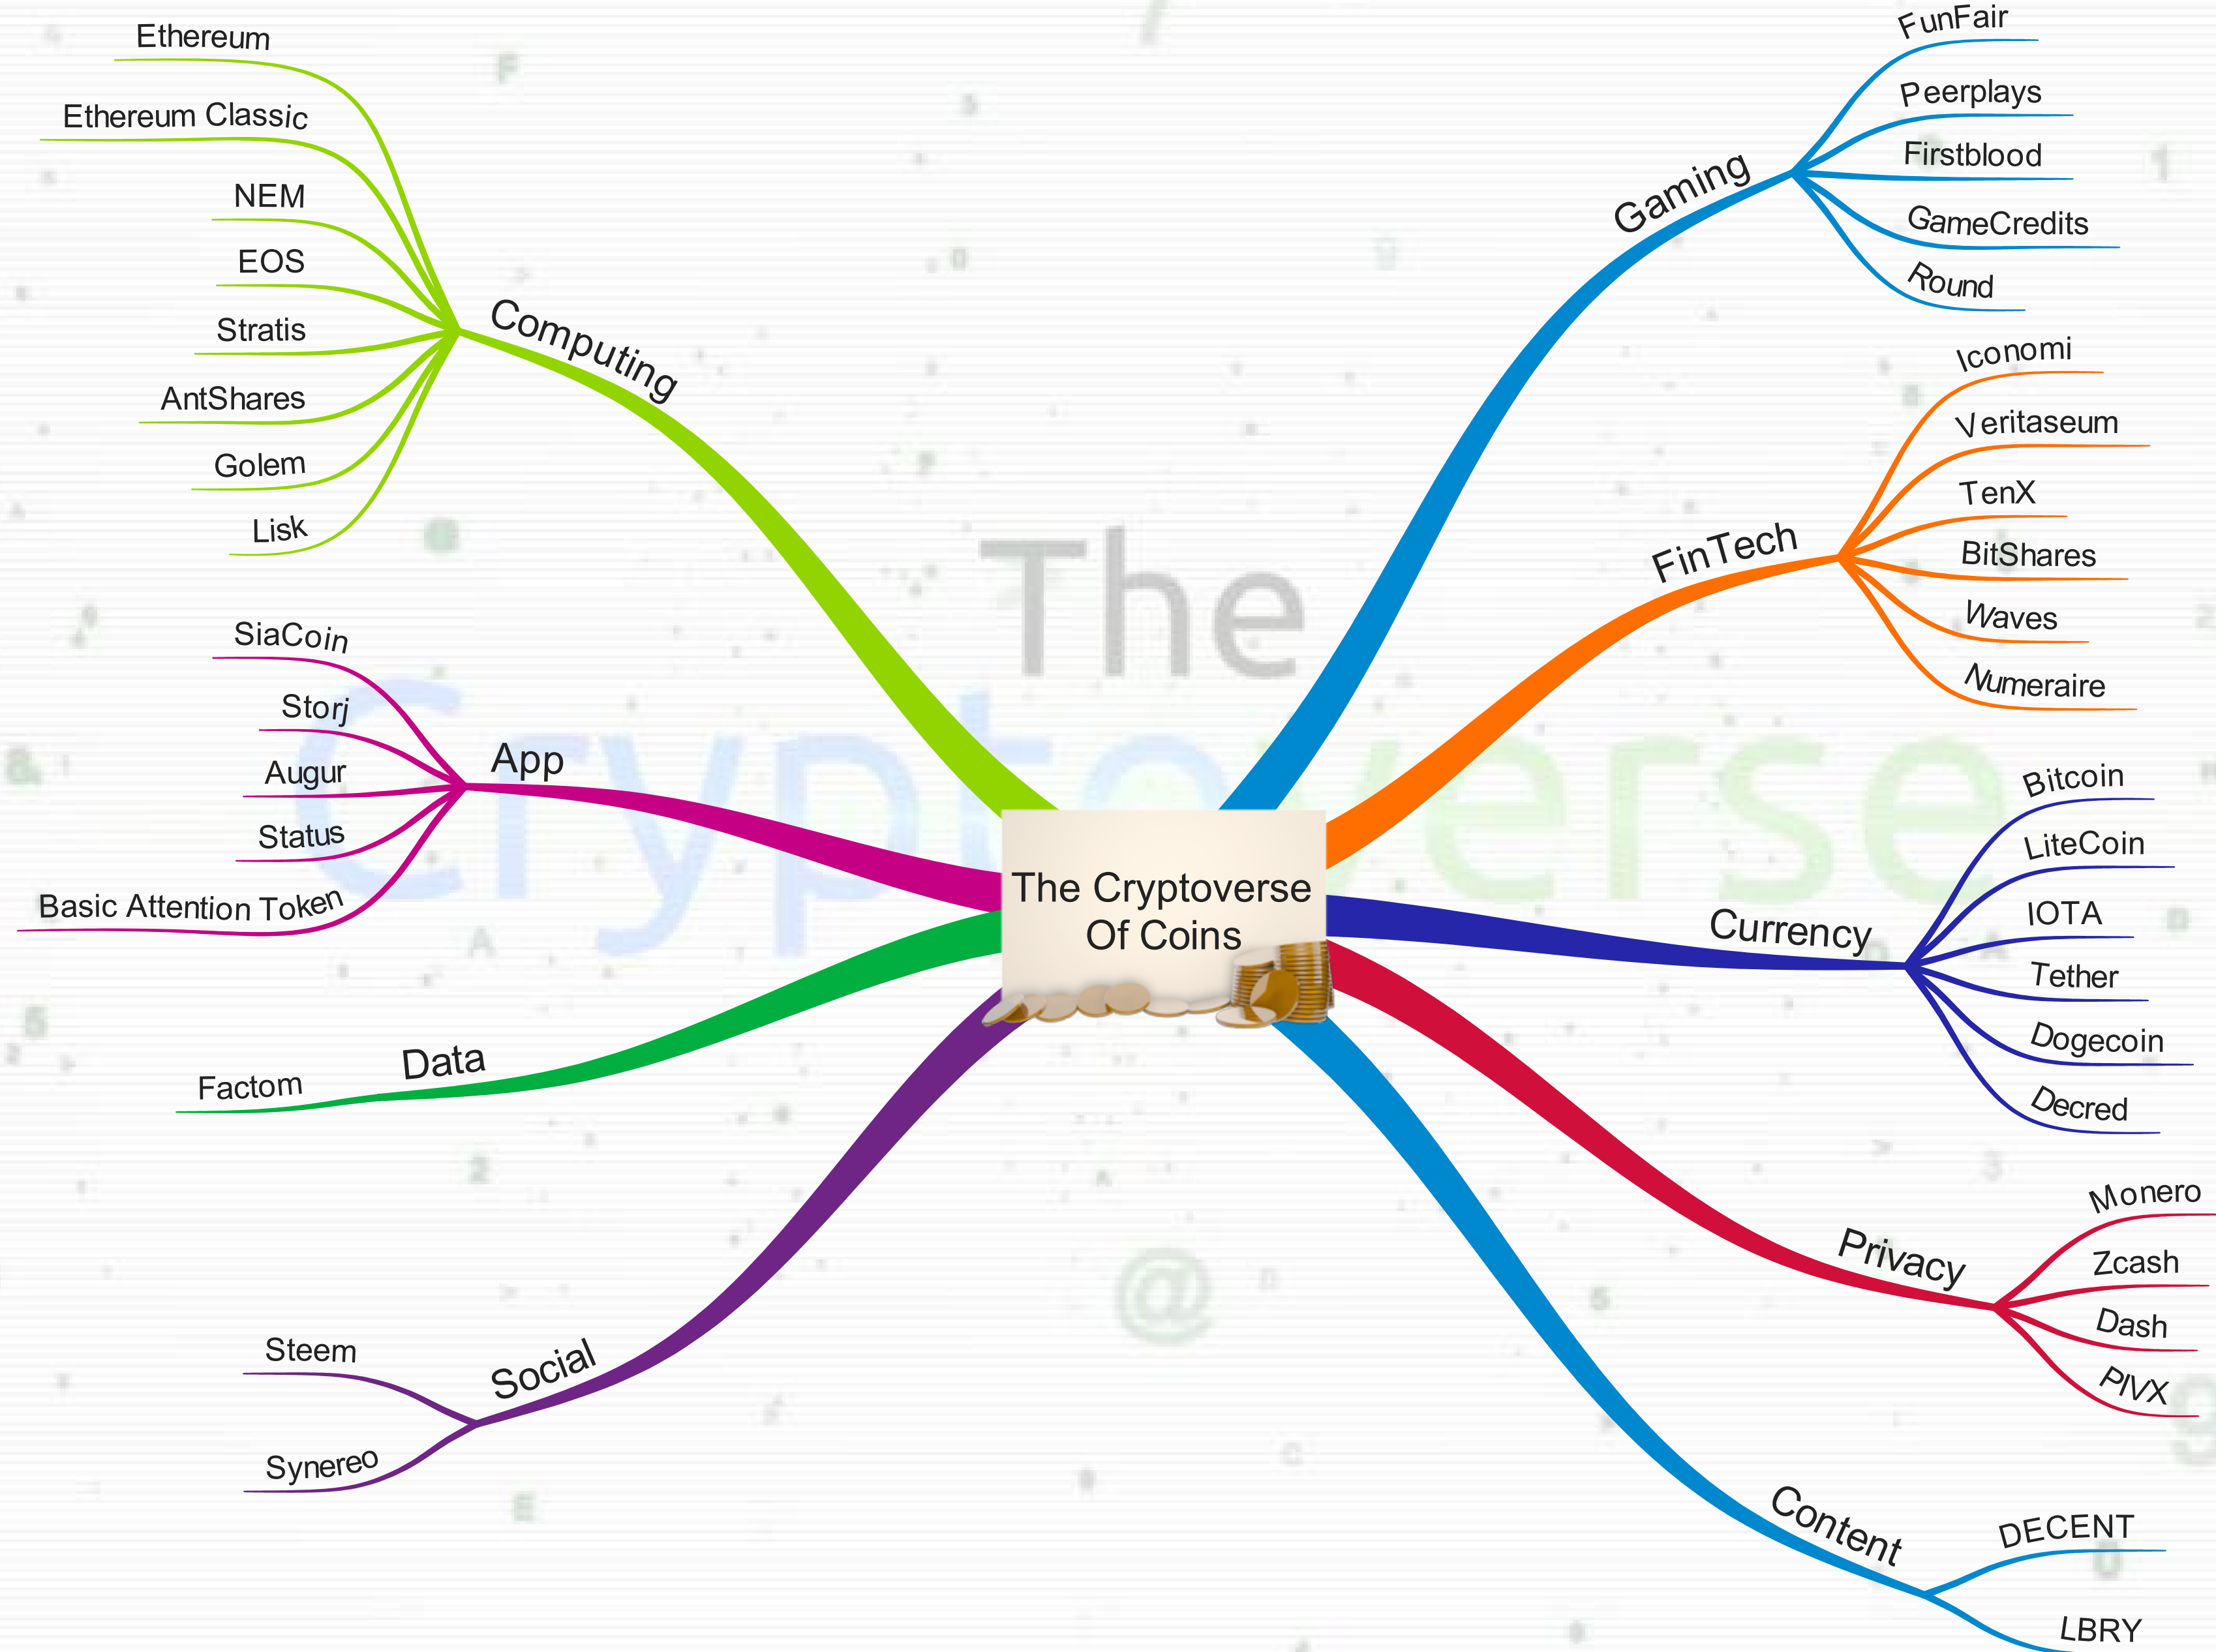 The Cryptoverse
Of Coins
The
Cryptoverse
Gaming
FunFair
Peerplays
Firstblood
GameCredits
Round
FinTech
Iconomi
Veritaseum
TenX
BitShares
Waves
Numeraire
Currency
Bitcoin
LiteCoin
IOTA
Tether
Dogecoin
Decred
Privacy
Monero
Zcash
Dash
PIVX
Content
DECENT
LBRY
Computing
Ethereum
Ethereum Classic
NEM
EOS
Stratis
AntShares
Golem
Lisk
App
SiaCoin
Storj
Augur
Status
Basic Attention Token
Data
Factom
Social
Steem
Synereo